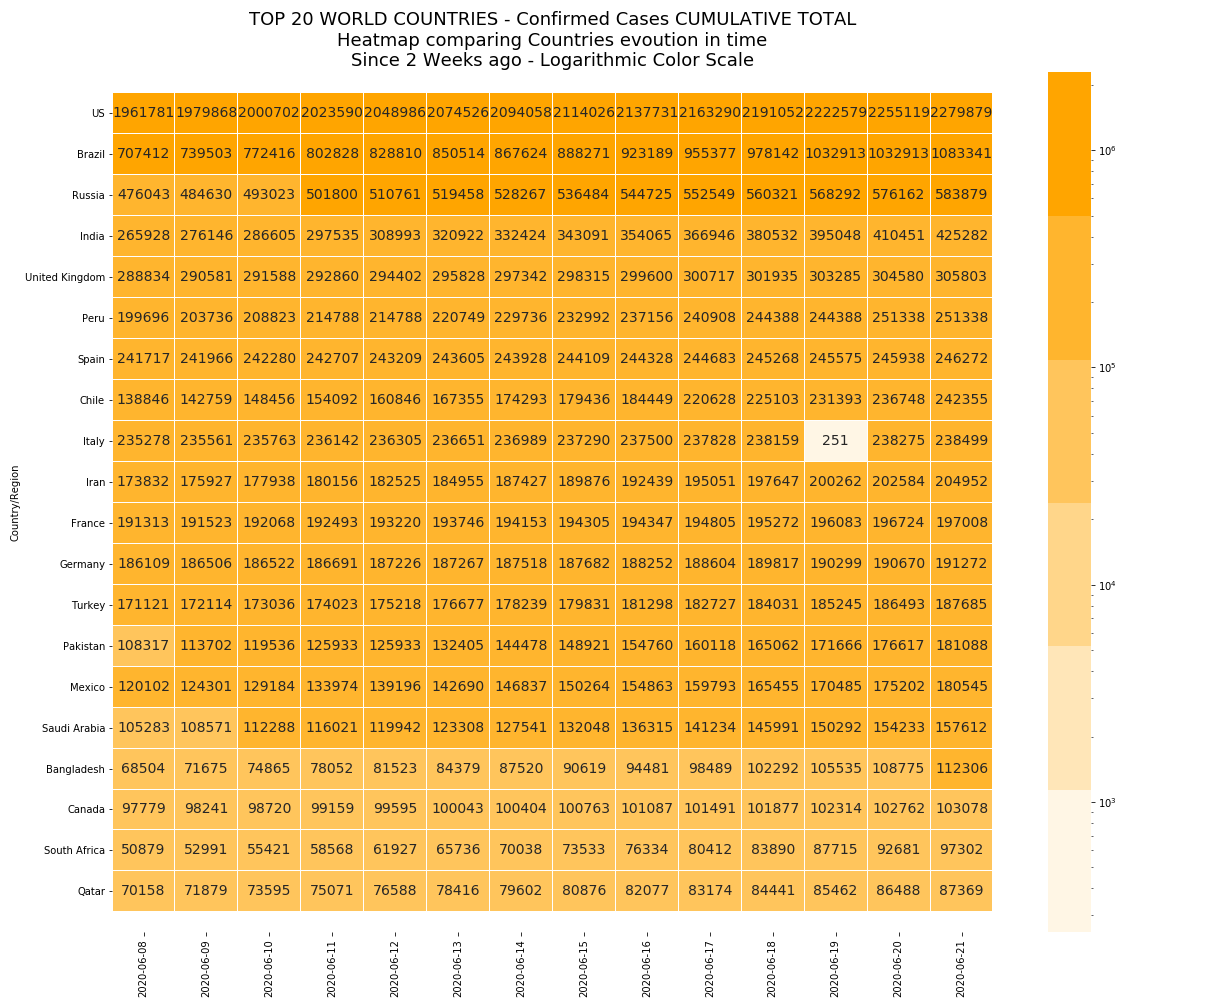 TOP 20 WORLD COUNTRIES - Confirmed Cases CUMULATIVE TOTAL
Heatmap comparing Countries evoution in time
Since 2 Weeks ago - Logarithmic Color Scale
Country/Region
US 1961781 1979868 2000702 2023590 2048986 2074526 2094058 2114026 2137731 2163290 2191052 2222579 2255119 2279879
Brazil 707412 739503 772416 802828 828810 850514 867624 888271 923189 955377 978142 1032913 1032913 1083341
Russia 476043 484630 493023 501800 510761 519458 528267 536484 544725 552549 560321 568292 576162 583879
India 265928 276146 286605 297535 308993 320922 332424 343091 354065 366946 380532 395048 410451 425282
United Kingdom 288834 290581 291588 292860 294402 295828 297342 298315 299600 300717 301935 303285 304580 305803
Peru 199696 203736 208823 214788 214788 220749 229736 232992 237156 240908 244388 244388 251338 251338
Spain 241717 241966 242280 242707 243209 243605 243928 244109 244328 244683 245268 245575 245938 246272
Chile 138846 142759 148456 154092 160846 167355 174293 179436 184449 220628 225103 231393 236748 242355
Italy 235278 235561 235763 236142 236305 236651 236989 237290 237500 237828 238159 251 238275 238499
Iran 173832 175927 177938 180156 182525 184955 187427 189876 192439 195051 197647 200262 202584 204952
France 191313 191523 192068 192493 193220 193746 194153 194305 194347 194805 195272 196083 196724 197008
Germany 186109 186506 186522 186691 187226 187267 187518 187682 188252 188604 189817 190299 190670 191272
Turkey 171121 172114 173036 174023 175218 176677 178239 179831 181298 182727 184031 185245 186493 187685
Pakistan 108317 113702 119536 125933 125933 132405 144478 148921 154760 160118 165062 171666 176617 181088
Mexico 120102 124301 129184 133974 139196 142690 146837 150264 154863 159793 165455 170485 175202 180545
Saudi Arabia 105283 108571 112288 116021 119942 123308 127541 132048 136315 141234 145991 150292 154233 157612
Bangladesh 68504 71675 74865 78052 81523 84379 87520 90619 94481 98489 102292 105535 108775 112306
Canada 97779 98241 98720 99159 99595 100043 100404 100763 101087 101491 101877 102314 102762 103078
South Africa 50879 52991 55421 58568 61927 65736 70038 73533 76334 80412 83890 87715 92681 97302
Qatar 70158 71879 73595 75071 76588 78416 79602 80876 82077 83174 84441 85462 86488 87369
2020-06-08 2020-06-09 2020-06-10 2020-06-11 2020-06-12 2020-06-13 2020-06-14 2020-06-15 2020-06-16 2020-06-17 2020-06-18 2020-06-19 2020-06-20 2020-06-21
10⁶
10⁵
10⁴
10³